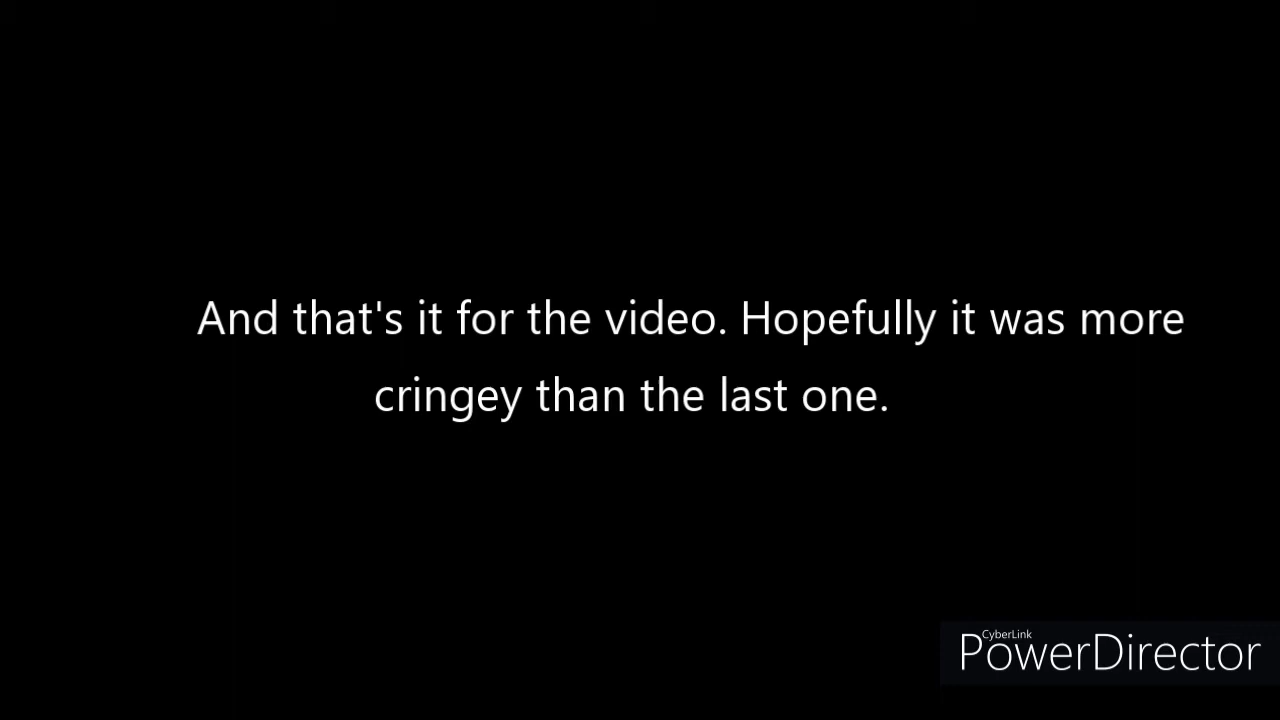 And that's it for the video. Hopefully it was more
cringey than the last one.
CyberLink
PowerDirector